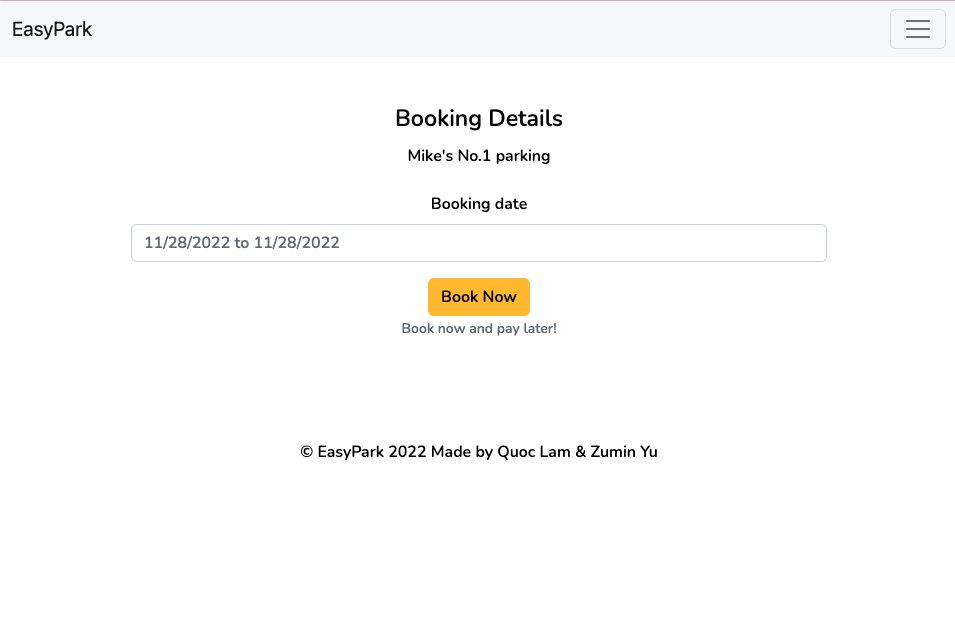 EasyPark
Booking Details
Mike's No.1 parking
Booking date
11/28/2022 to 11/28/2022
Book Now
Book now and pay later!
© EasyPark 2022 Made by Quoc Lam & Zumin Yu